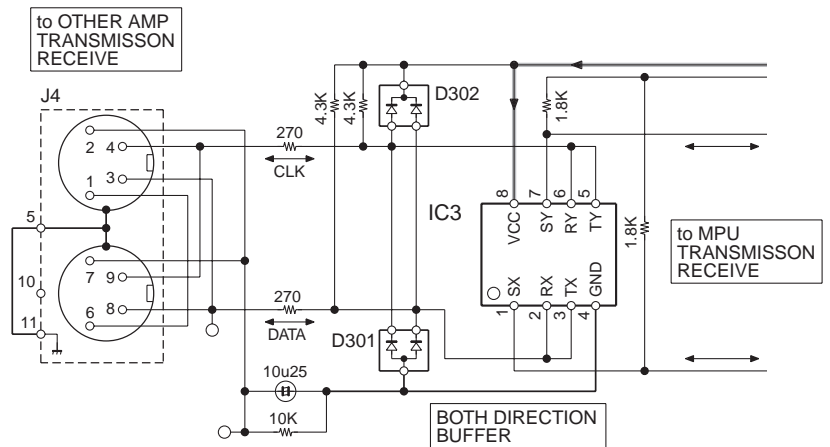 to OTHER AMP
TRANSMISSON
RECEIVE
J4
2 4
1 3
5
7 9
10
6 8
11
270
CLK
270
DATA
4.3K
4.3K
D302
D301
10u25
10K
1.8K
IC3
8 7 6 5
VCC SY RY TY
SX RX TX GND
1 2 3 4
1.8K
to MPU
TRANSMISSON
RECEIVE
BOTH DIRECTION
BUFFER